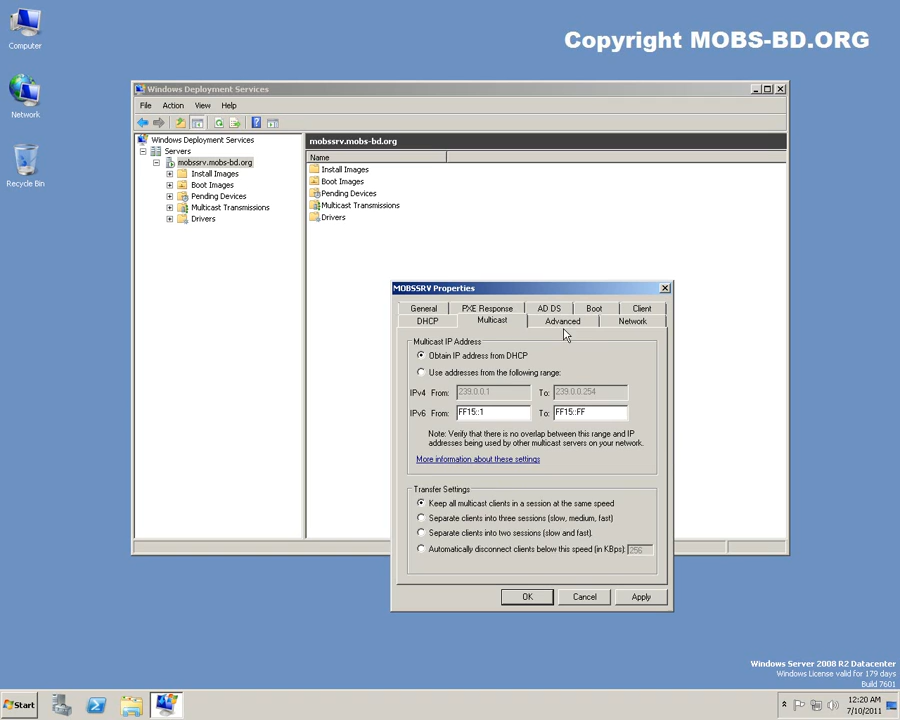 Computer
Network
Recycle Bin
Copyright MOBS-BD.ORG
Windows Deployment Services
File Action View Help
Windows Deployment Services
Servers
mobssrv.mobs-bd.org
Install Images
Boot Images
Pending Devices
Multicast Transmissions
Drivers
mobssrv.mobs-bd.org
Name
Install Images
Boot Images
Pending Devices
Multicast Transmissions
Drivers
MOBSSRV Properties
General PXE Response AD DS Boot Client
DHCP Multicast Advanced Network
Multicast IP Address
Obtain IP address from DHCP
Use addresses from the following range:
IPv4 From: 239.0.0.1 To: 239.0.0.254
IPv6 From: FF15::1 To: FF15::FF
Note: Verify that there is no overlap between this range and IP
addresses being used by other multicast servers on your network.
More information about these settings
Transfer Settings
Keep all multicast clients in a session at the same speed
Separate clients into three sessions (slow, medium, fast)
Separate clients into two sessions (slow and fast).
Automatically disconnect clients below this speed (in KBps): 256
OK Cancel Apply
Windows Server 2008 R2 Datacenter
Windows License valid for 179 days
Build 7601
Start
12:20 AM
7/10/2011